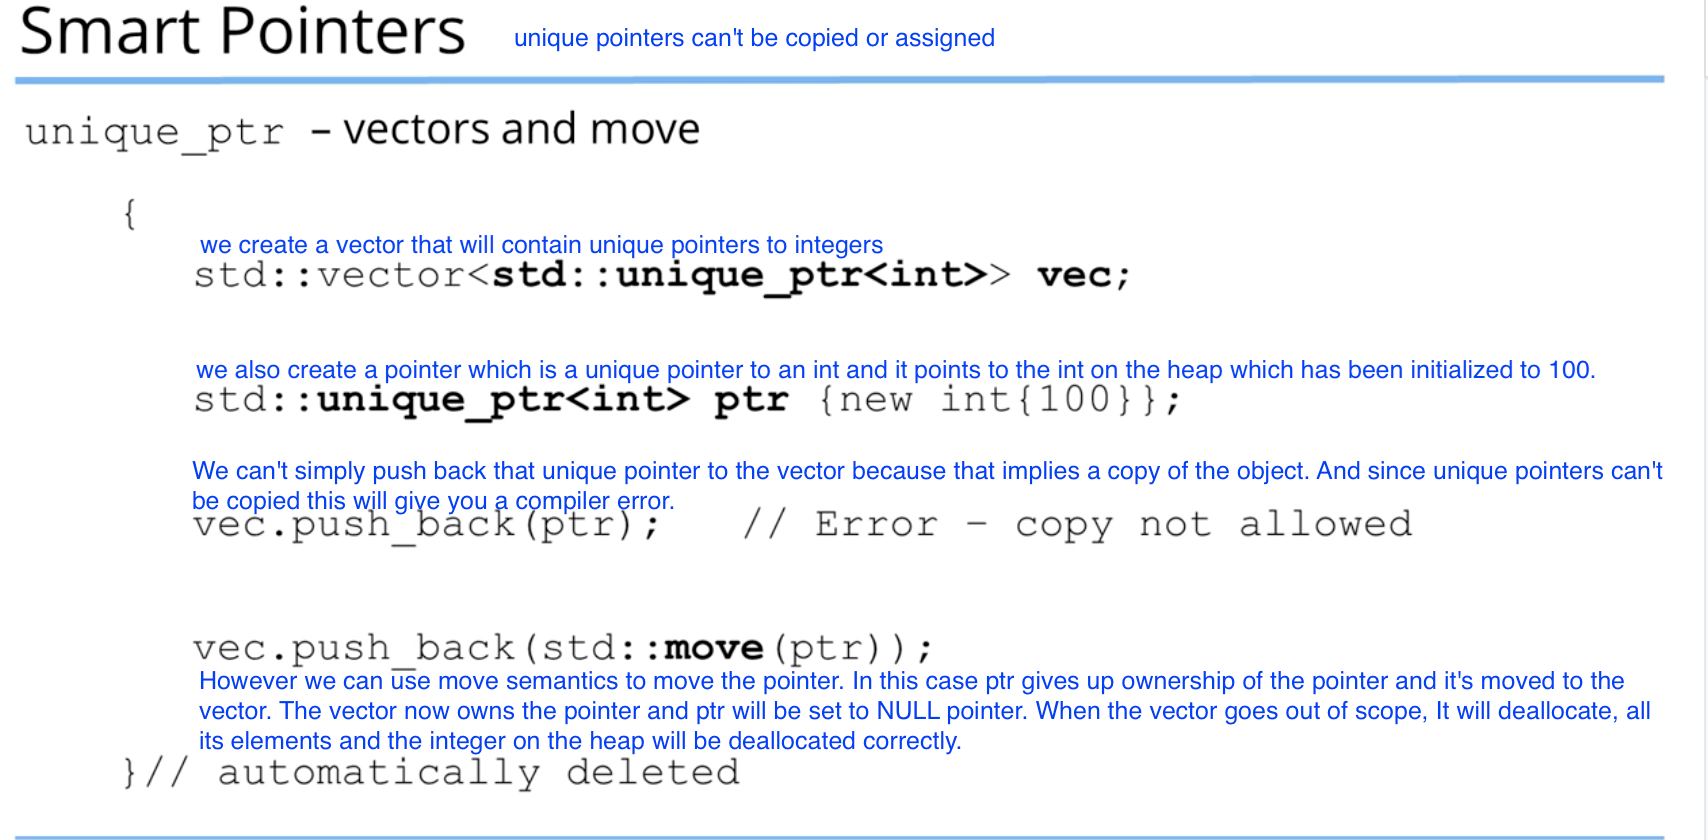 Smart Pointers
unique pointers can't be copied or assigned
unique_ptr – vectors and move
{
we create a vector that will contain unique pointers to integers
std::vector<std::unique_ptr<int>> vec;
we also create a pointer which is a unique pointer to an int and it points to the int on the heap which has been initialized to 100.
std::unique_ptr<int> ptr {new int{100}};
We can't simply push back that unique pointer to the vector because that implies a copy of the object. And since unique pointers can't
be copied this will give you a compiler error.
vec.push_back(ptr); // Error – copy not allowed
vec.push_back(std::move(ptr));
However we can use move semantics to move the pointer. In this case ptr gives up ownership of the pointer and it's moved to the
vector. The vector now owns the pointer and ptr will be set to NULL pointer. When the vector goes out of scope, It will deallocate, all
its elements and the integer on the heap will be deallocated correctly.
}// automatically deleted